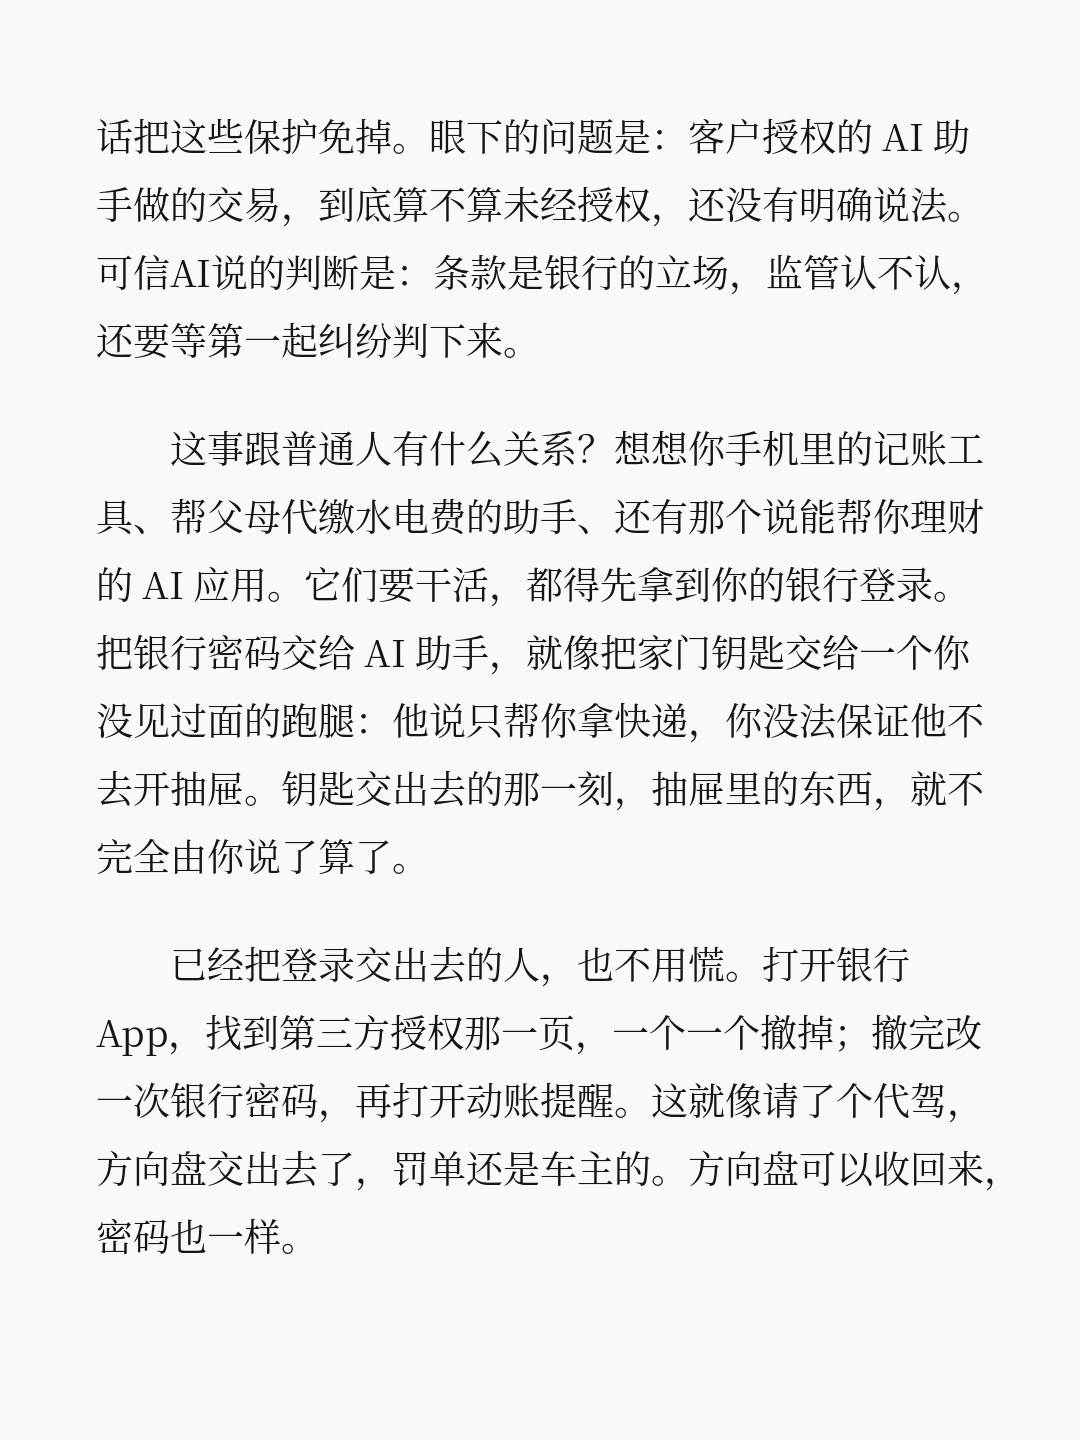 话把这些保护免掉。眼下的问题是：客户授权的 AI 助
手做的交易，到底算不算未经授权，还没有明确说法。
可信AI说的判断是：条款是银行的立场，监管认不认，
还要等第一起纠纷判下来。
这事跟普通人有什么关系？想想你手机里的记账工
具、帮父母代缴水电费的助手、还有那个说能帮你理财
的 AI 应用。它们要干活，都得先拿到你的银行登录。
把银行密码交给 AI 助手，就像把家门钥匙交给一个你
没见过面的跑腿：他说只帮你拿快递，你没法保证他不
去开抽屉。钥匙交出去的那一刻，抽屉里的东西，就不
完全由你说了算了。
已经把登录交出去的人，也不用慌。打开银行
App，找到第三方授权那一页，一个一个撤掉；撤完改
一次银行密码，再打开动账提醒。这就像请了个代驾，
方向盘交出去了，罚单还是车主的。方向盘可以收回来，
密码也一样。